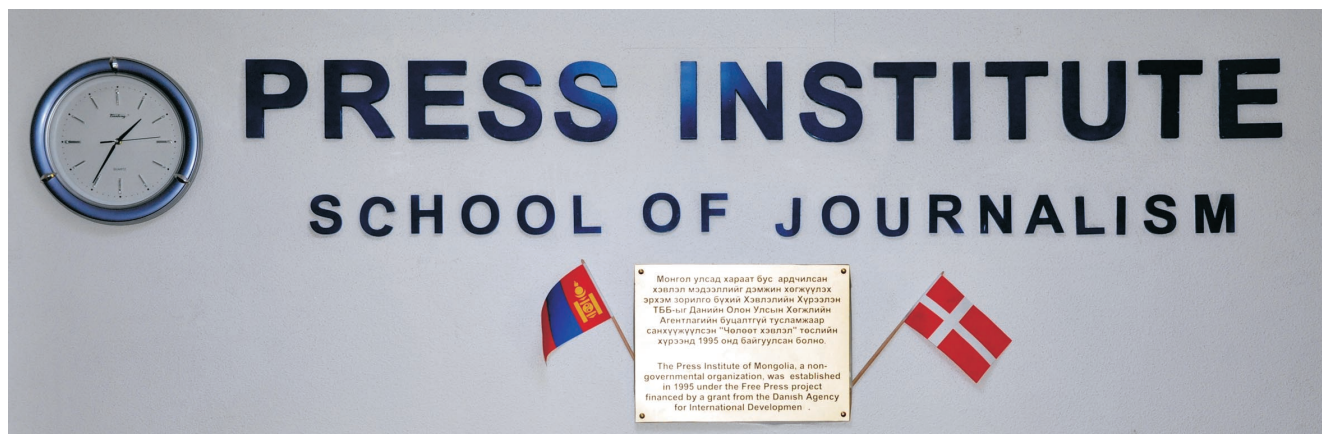 PRESS INSTITUTE
SCHOOL OF JOURNALISM
Монгол улсад хараат бус ардчилсан
хэвлэл мэдээллийг дэмжин хөгжүүлэх
эрхэм зорилго бүхий Хэвлэлийн Хүрээлэн
ТББ-ыг Данийн Олон Улсын Хөгжлийн
Агентлагийн буцалтгүй тусламжаар
санхүүжүүлсэн "Чөлөөт хэвлэл" төслийн
хүрээнд 1995 онд байгуулсан болно.
The Press Institute of Mongolia, a non-
governmental organization, was established
in 1995 under the Free Press project
financed by a grant from the Danish Agency
for International Developmen .